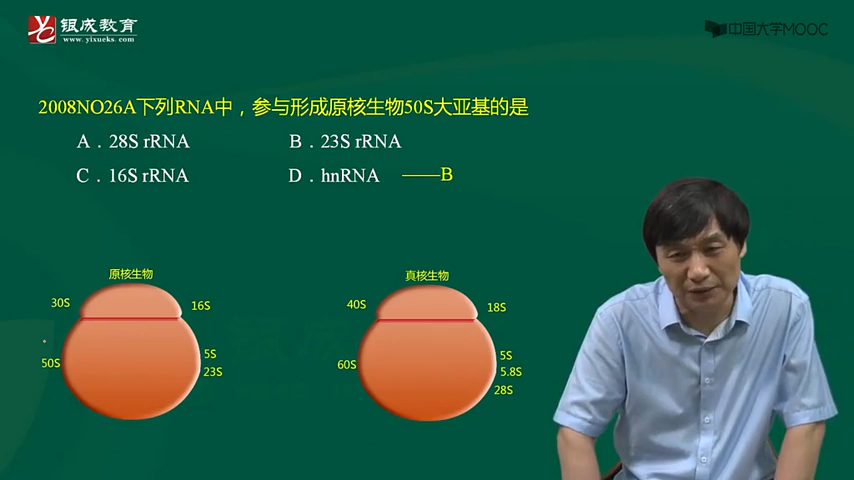 银成教育
www.yixueks.com
中国大学MOOC
2008NO26A下列RNA中，参与形成原核生物50S大亚基的是
A．28S rRNA
B．23S rRNA
C．16S rRNA
D．hnRNA ——B
原核生物
30S
16S
50S
5S
23S
真核生物
40S
18S
60S
5S
5.8S
28S